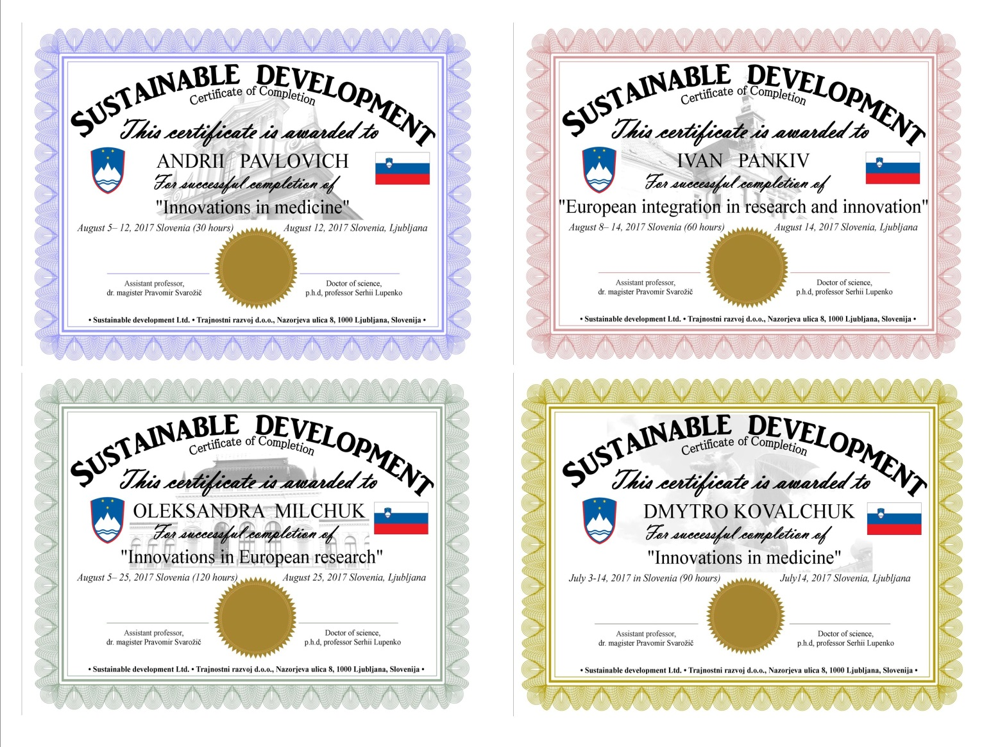 SUSTAINABLE DEVELOPMENT
Certificate of Completion
This certificate is awarded to
ANDRII PAVLOVICH
For successful completion of
"Innovations in medicine"
August 5– 12, 2017 Slovenia (30 hours)
August 12, 2017 Slovenia, Ljubljana
Assistant professor,
dr. magister Pravomir Svarožič
Doctor of science,
p.h.d, professor Serhii Lupenko
• Sustainable development Ltd. • Trajnostni razvoj d.o.o., Nazorjeva ulica 8, 1000 Ljubljana, Slovenija •
SUSTAINABLE DEVELOPMENT
Certificate of Completion
This certificate is awarded to
IVAN PANKIV
For successful completion of
"European integration in research and innovation"
August 8– 14, 2017 Slovenia (60 hours)
August 14, 2017 Slovenia, Ljubljana
Assistant professor,
dr. magister Pravomir Svarožič
Doctor of science,
p.h.d, professor Serhii Lupenko
• Sustainable development Ltd. • Trajnostni razvoj d.o.o., Nazorjeva ulica 8, 1000 Ljubljana, Slovenija •
SUSTAINABLE DEVELOPMENT
Certificate of Completion
This certificate is awarded to
OLEKSANDRA MILCHUK
For successful completion of
"Innovations in European research"
August 5– 25, 2017 Slovenia (120 hours)
August 25, 2017 Slovenia, Ljubljana
Assistant professor,
dr. magister Pravomir Svarožič
Doctor of science,
p.h.d, professor Serhii Lupenko
• Sustainable development Ltd. • Trajnostni razvoj d.o.o., Nazorjeva ulica 8, 1000 Ljubljana, Slovenija •
SUSTAINABLE DEVELOPMENT
Certificate of Completion
This certificate is awarded to
DMYTRO KOVALCHUK
For successful completion of
"Innovations in medicine"
July 3-14, 2017 in Slovenia (90 hours)
July14, 2017 Slovenia, Ljubljana
Assistant professor,
dr. magister Pravomir Svarožič
Doctor of science,
p.h.d, professor Serhii Lupenko
• Sustainable development Ltd. • Trajnostni razvoj d.o.o., Nazorjeva ulica 8, 1000 Ljubljana, Slovenija •